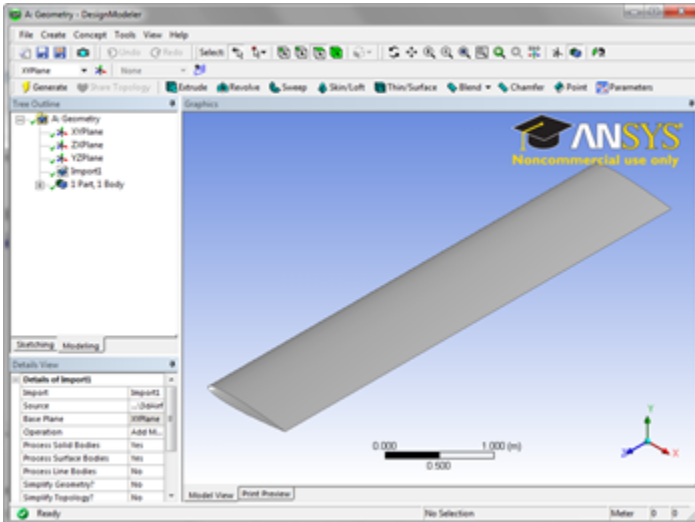 A: Geometry - DesignModeler
File Create Concept Tools View Help
Undo Redo Select:
XYPlane None
Generate Share Topology Extrude Revolve Sweep Skin/Loft Thin/Surface Blend Chamfer Point Parameters
Tree Outline
A: Geometry
XYPlane
ZXPlane
YZPlane
Import1
1 Part, 1 Body
Sketching Modeling
Details View
Details of Import1
Import Import1
Source
Base Plane XYPlane
Operation Add M...
Process Solid Bodies Yes
Process Surface Bodies Yes
Process Line Bodies No
Simplify Geometry? No
Simplify Topology? No
Graphics
ANSYS
Noncommercial use only
0.000 1.000 (m)
0.500
Y
Z X
Model View Print Preview
Ready No Selection Meter 0 0